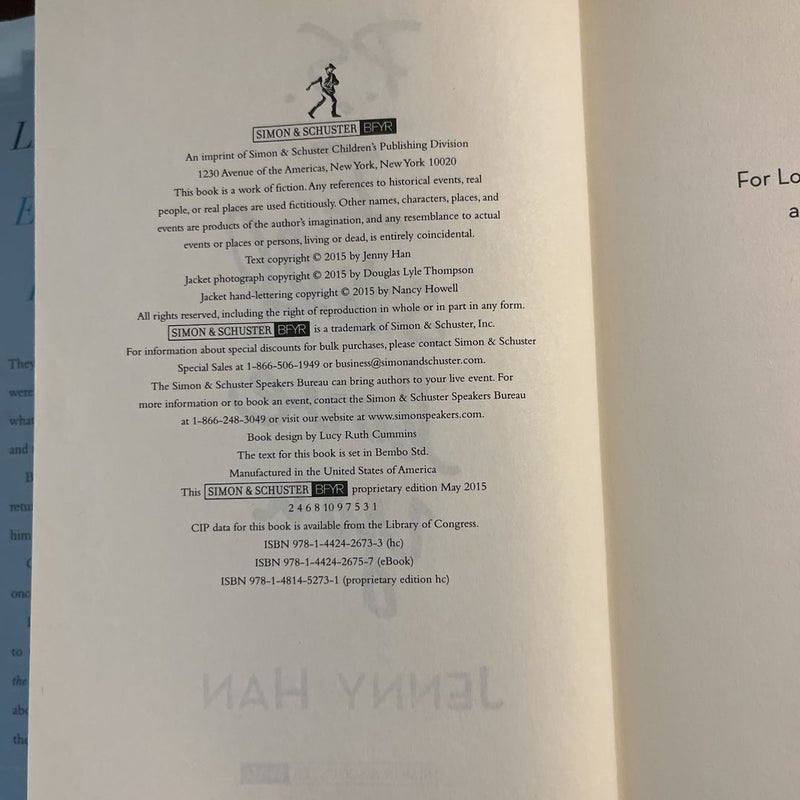 SIMON & SCHUSTER BFYR
An imprint of Simon & Schuster Children's Publishing Division
1230 Avenue of the Americas, New York, New York 10020
This book is a work of fiction. Any references to historical events, real
people, or real places are used fictitiously. Other names, characters, places, and
events are products of the author's imagination, and any resemblance to actual
events or places or persons, living or dead, is entirely coincidental.
Text copyright © 2015 by Jenny Han
Jacket photograph copyright © 2015 by Douglas Lyle Thompson
Jacket hand-lettering copyright © 2015 by Nancy Howell
All rights reserved, including the right of reproduction in whole or in part in any form.
SIMON & SCHUSTER BFYR is a trademark of Simon & Schuster, Inc.
For information about special discounts for bulk purchases, please contact Simon & Schuster
Special Sales at 1-866-506-1949 or business@simonandschuster.com.
The Simon & Schuster Speakers Bureau can bring authors to your live event. For
more information or to book an event, contact the Simon & Schuster Speakers Bureau
at 1-866-248-3049 or visit our website at www.simonspeakers.com.
Book design by Lucy Ruth Cummins
The text for this book is set in Bembo Std.
Manufactured in the United States of America
This SIMON & SCHUSTER BFYR proprietary edition May 2015
2 4 6 8 10 9 7 5 3 1
CIP data for this book is available from the Library of Congress.
ISBN 978-1-4424-2673-3 (hc)
ISBN 978-1-4424-2675-7 (eBook)
ISBN 978-1-4814-5273-1 (proprietary edition hc)
JENNY HAN
For Lo
a
They
were
what
and
retu
him
onc
to
the
abo
the